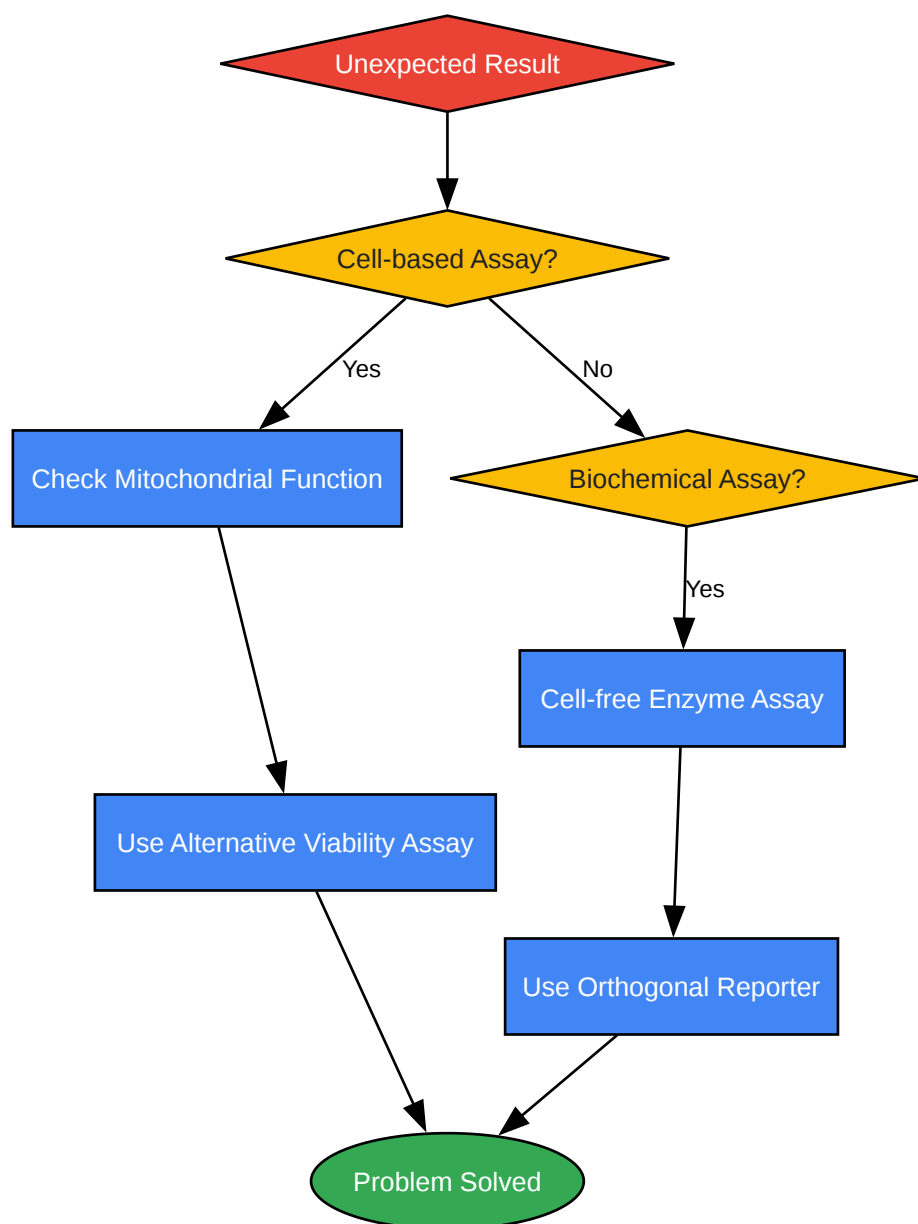 Unexpected Result
Cell-based Assay?
Yes
No
Check Mitochondrial Function
Biochemical Assay?
Yes
Cell-free Enzyme Assay
Use Alternative Viability Assay
Use Orthogonal Reporter
Problem Solved